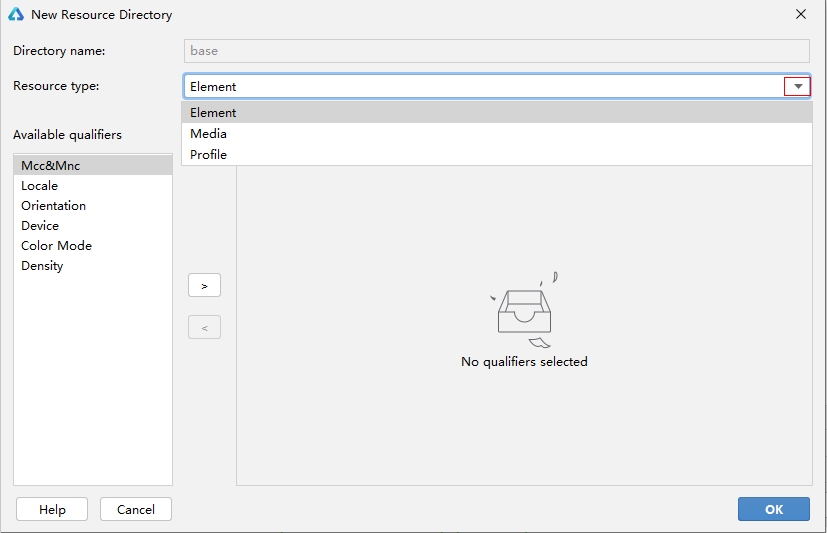 New Resource Directory
Directory name:
base
Resource type:
Element
Element
Media
Profile
Available qualifiers
Mcc&Mnc
Locale
Orientation
Device
Color Mode
Density
>
<
No qualifiers selected
Help
Cancel
OK